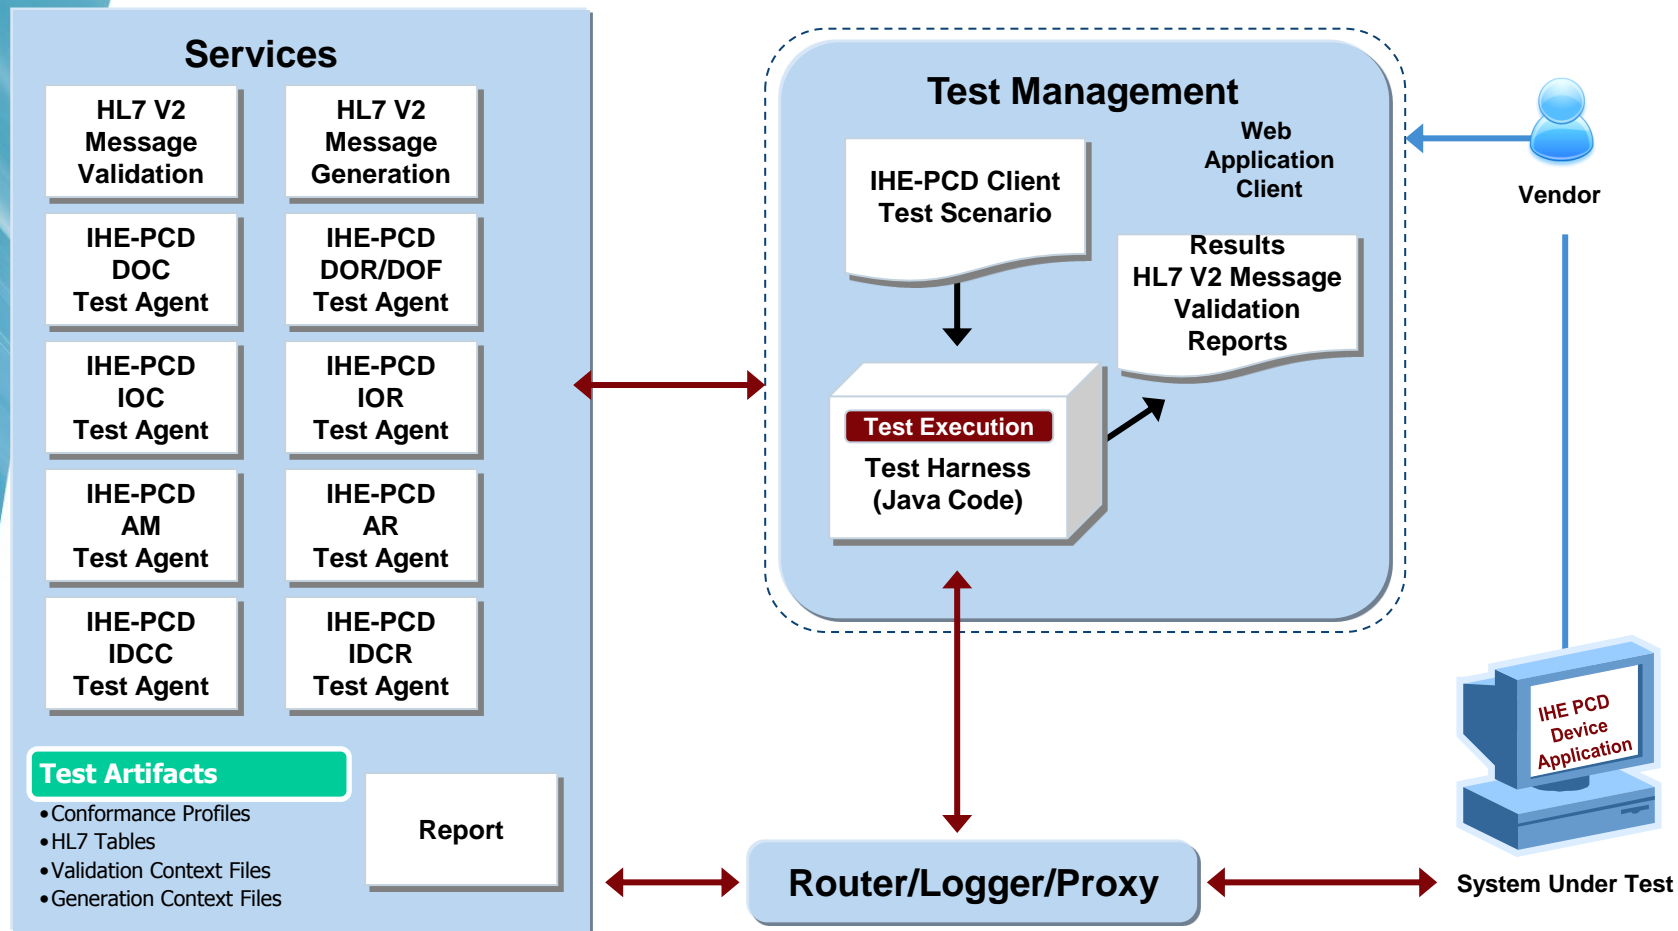 Services
HL7 V2
Message
Validation
HL7 V2
Message
Generation
IHE-PCD
DOC
Test Agent
IHE-PCD
DOR/DOF
Test Agent
IHE-PCD
IOC
Test Agent
IHE-PCD
IOR
Test Agent
IHE-PCD
AM
Test Agent
IHE-PCD
AR
Test Agent
IHE-PCD
IDCC
Test Agent
IHE-PCD
IDCR
Test Agent
Test Artifacts
•Conformance Profiles
•HL7 Tables
•Validation Context Files
•Generation Context Files
Report
Test Management
Web
Application
Client
IHE-PCD Client
Test Scenario
Results
HL7 V2 Message
Validation
Reports
Test Execution
Test Harness
(Java Code)
Router/Logger/Proxy
Vendor
IHE PCD
Device
Application
System Under Test